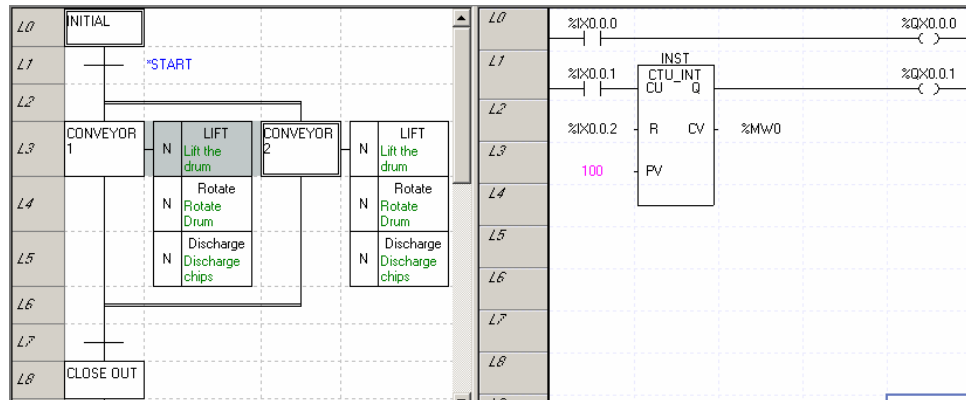 L0 INITIAL
L1 *START
L2
L3 CONVEYOR 1 N LIFT Lift the drum CONVEYOR 2 N LIFT Lift the drum
L4 N Rotate Rotate Drum N Rotate Rotate Drum
L5 N Discharge Discharge chips N Discharge Discharge chips
L6
L7
L8 CLOSE OUT
L0 %IX0.0.0 %QX0.0.0
L1 %IX0.0.1 INST CTU_INT CU Q %QX0.0.1
L2 %IX0.0.2 R CV %MW0
L3 100 PV
L4
L5
L6
L7
L8